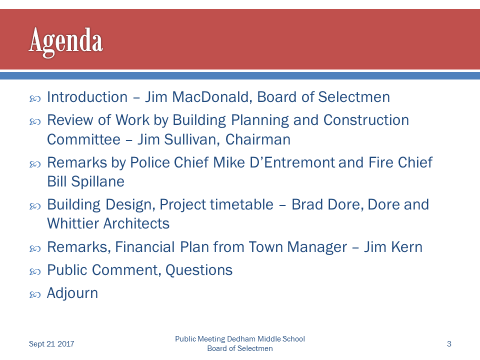 Agenda
Introduction – Jim MacDonald, Board of Selectmen
Review of Work by Building Planning and Construction
Committee – Jim Sullivan, Chairman
Remarks by Police Chief Mike D'Entremont and Fire Chief
Bill Spillane
Building Design, Project timetable – Brad Dore, Dore and
Whittier Architects
Remarks, Financial Plan from Town Manager – Jim Kern
Public Comment, Questions
Adjourn
Sept 21 2017
Public Meeting Dedham Middle School
Board of Selectmen
3